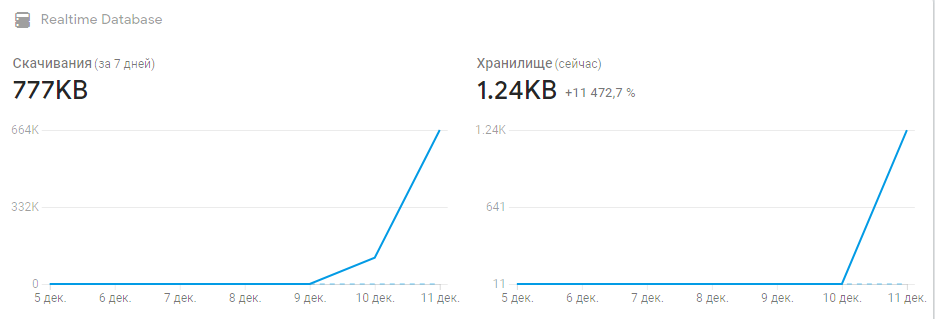 Realtime Database
Скачивания (за 7 дней)
777KB
664K
332K
0
5 дек. 6 дек. 7 дек. 8 дек. 9 дек. 10 дек. 11 дек.
Хранилище (сейчас)
1.24KB +11 472,7 %
1.24K
641
11
5 дек. 6 дек. 7 дек. 8 дек. 9 дек. 10 дек. 11 дек.